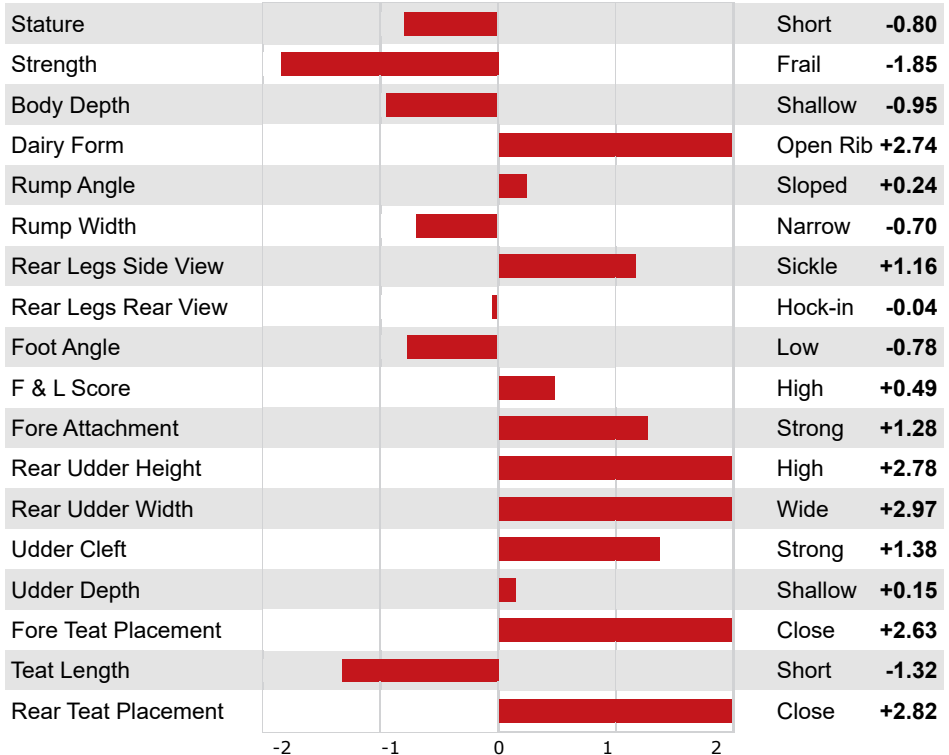 Stature Short -0.80
Strength Frail -1.85
Body Depth Shallow -0.95
Dairy Form Open Rib +2.74
Rump Angle Sloped +0.24
Rump Width Narrow -0.70
Rear Legs Side View Sickle +1.16
Rear Legs Rear View Hock-in -0.04
Foot Angle Low -0.78
F & L Score High +0.49
Fore Attachment Strong +1.28
Rear Udder Height High +2.78
Rear Udder Width Wide +2.97
Udder Cleft Strong +1.38
Udder Depth Shallow +0.15
Fore Teat Placement Close +2.63
Teat Length Short -1.32
Rear Teat Placement Close +2.82
-2 -1 0 1 2